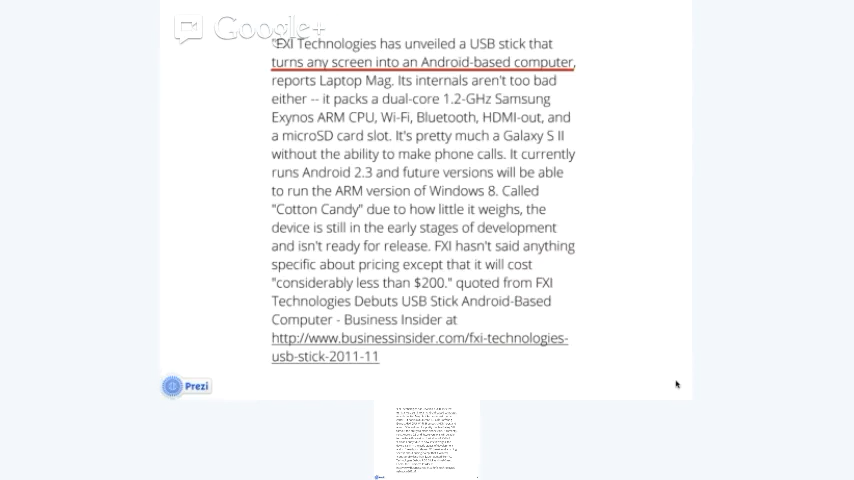 Google+
"FXI Technologies has unveiled a USB stick that
turns any screen into an Android-based computer,
reports Laptop Mag. Its internals aren't too bad
either -- it packs a dual-core 1.2-GHz Samsung
Exynos ARM CPU, Wi-Fi, Bluetooth, HDMI-out, and
a microSD card slot. It's pretty much a Galaxy S II
without the ability to make phone calls. It currently
runs Android 2.3 and future versions will be able
to run the ARM version of Windows 8. Called
"Cotton Candy" due to how little it weighs, the
device is still in the early stages of development
and isn't ready for release. FXI hasn't said anything
specific about pricing except that it will cost
"considerably less than $200." quoted from FXI
Technologies Debuts USB Stick Android-Based
Computer - Business Insider at
http://www.businessinsider.com/fxi-technologies-
usb-stick-2011-11
Prezi